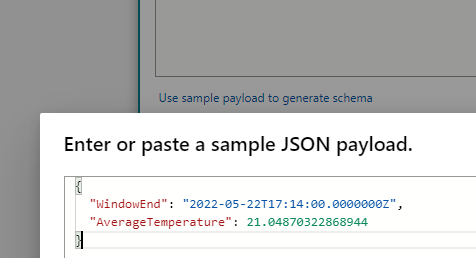 Use sample payload to generate schema
Enter or paste a sample JSON payload.
{
"WindowEnd": "2022-05-22T17:14:00.0000000Z",
"AverageTemperature": 21.04870322868944
}